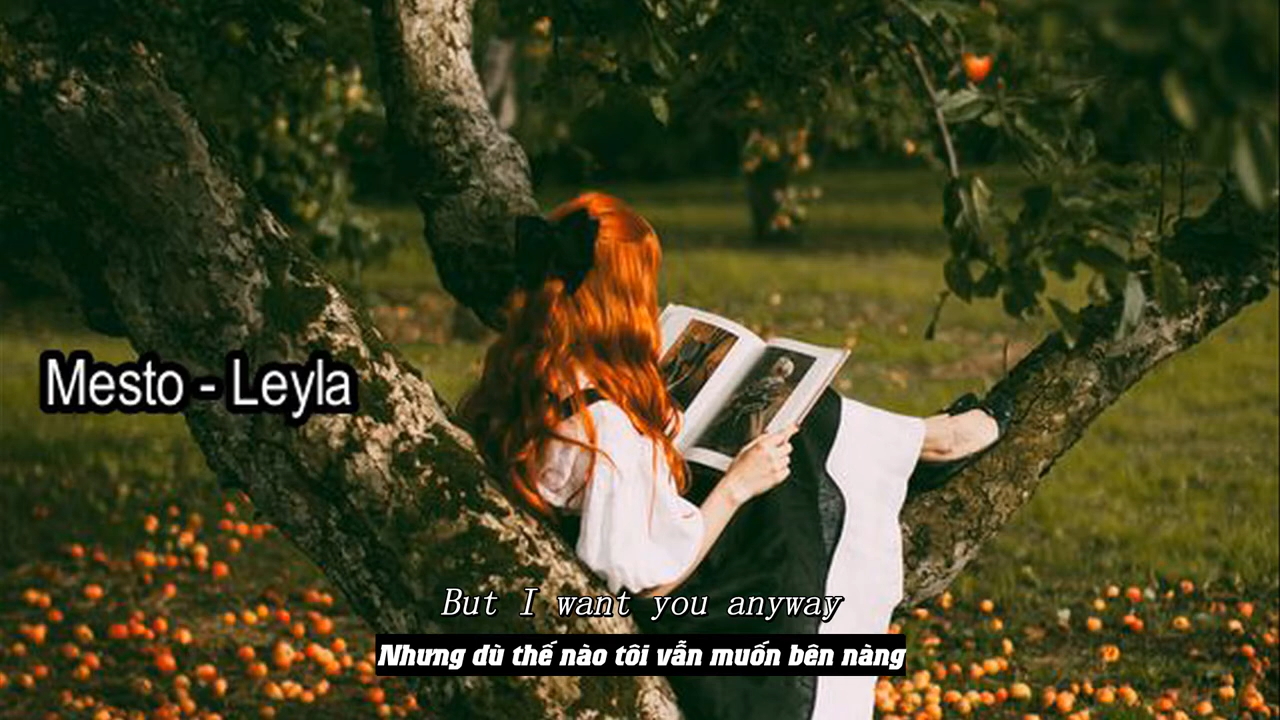 Mesto - Leyla
But I want you anyway
Nhưng dù thế nào tôi vẫn muốn bên nàng